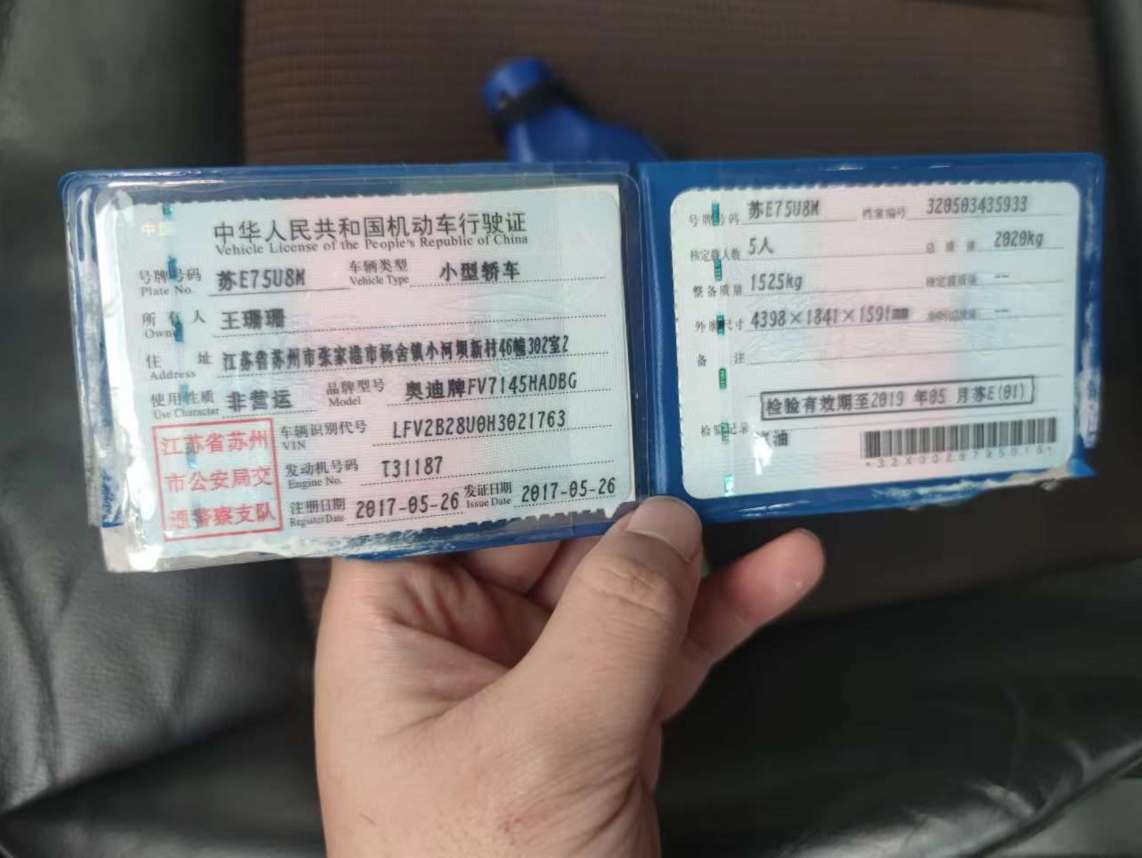 中华人民共和国机动车行驶证
Vehicle License of the People's Republic of China
号牌号码 苏E75U8M 车辆类型 小型轿车
Plate No. Vehicle Type
所有人 王珊珊
Owner
住址 江苏省苏州市张家港市杨舍镇小河坝新村46幢302室2
Address
使用性质 非营运 品牌型号 奥迪牌FV7145HADBG
Use Character Model
江苏省苏州
市公安局交
通警察支队
车辆识别代号 LFV2B28U0H3021763
VIN
发动机号码 T31187
Engine No.
注册日期 2017-05-26 发证日期 2017-05-26
Register Date Issue Date
号牌号码 苏E75U8M 档案编号 320503435933
核定载人数 5人 总质量 2020kg
整备质量 1525kg 核定载质量 --
外廓尺寸 4398×1841×1591mm --
备注
检验有效期至2019年05月苏E(01)
检验记录 油